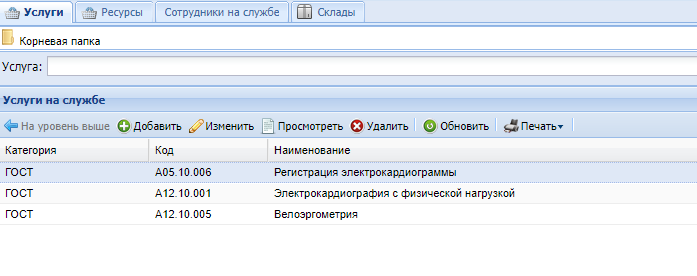 Услуги Ресурсы Сотрудники на службе Склады
Корневая папка
Услуга:
Услуги на службе
На уровень выше Добавить Изменить Просмотреть Удалить Обновить Печать
Категория Код Наименование
ГОСТ A05.10.006 Регистрация электрокардиограммы
ГОСТ A12.10.001 Электрокардиография с физической нагрузкой
ГОСТ A12.10.005 Велоэргометрия